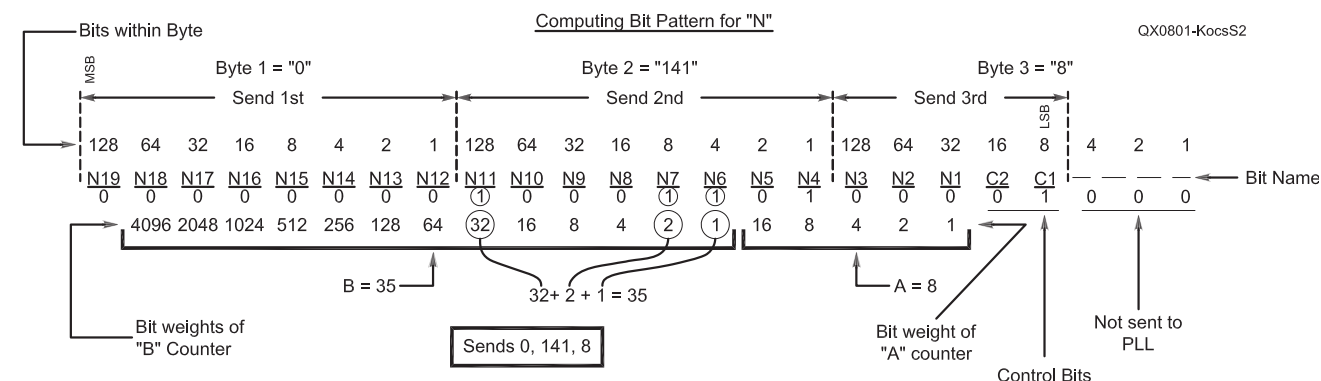 Computing Bit Pattern for "N"
QX0801-KocsS2
Bits within Byte
MSB
Byte 1 = "0" Byte 2 = "141" Byte 3 = "8"
Send 1st Send 2nd Send 3rd
LSB
128 64 32 16 8 4 2 1 128 64 32 16 8 4 2 1 128 64 32 16 8 4 2 1
N19 N18 N17 N16 N15 N14 N13 N12 N11 N10 N9 N8 N7 N6 N5 N4 N3 N2 N1 C2 C1 Bit Name
0 0 0 0 0 0 0 0 1 0 0 0 1 1 0 1 0 0 0 0 1 0 0 0
4096 2048 1024 512 256 128 64 32 16 8 4 2 1 16 8 4 2 1
B = 35
32+ 2 + 1 = 35
A = 8
Bit weights of
"B" Counter
Sends 0, 141, 8
Bit weight of
"A" counter
Control Bits
Not sent to
PLL